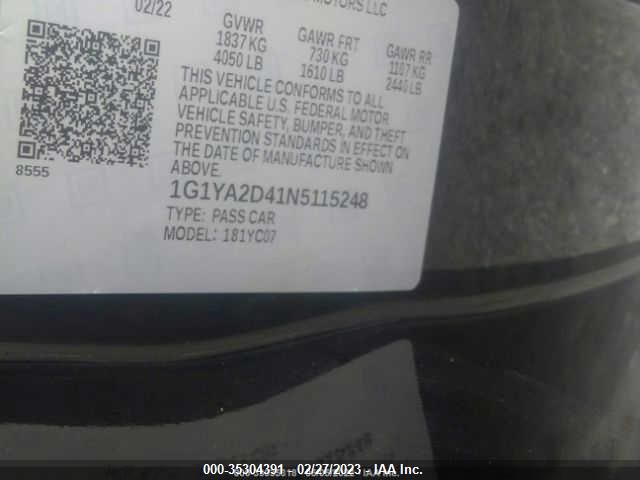 MOTORS LLC
02/22
GVWR
1837 KG
4050 LB
GAWR FRT
730 KG
1610 LB
GAWR RR
1107 KG
2440 LB
THIS VEHICLE CONFORMS TO ALL
APPLICABLE U.S. FEDERAL MOTOR
VEHICLE SAFETY, BUMPER, AND THEFT
PREVENTION STANDARDS IN EFFECT ON
THE DATE OF MANUFACTURE SHOWN
ABOVE.
8555
1G1YA2D41N5115248
TYPE: PASS CAR
MODEL: 181YC07
000-35304391 - 02/27/2023 - IAA Inc.